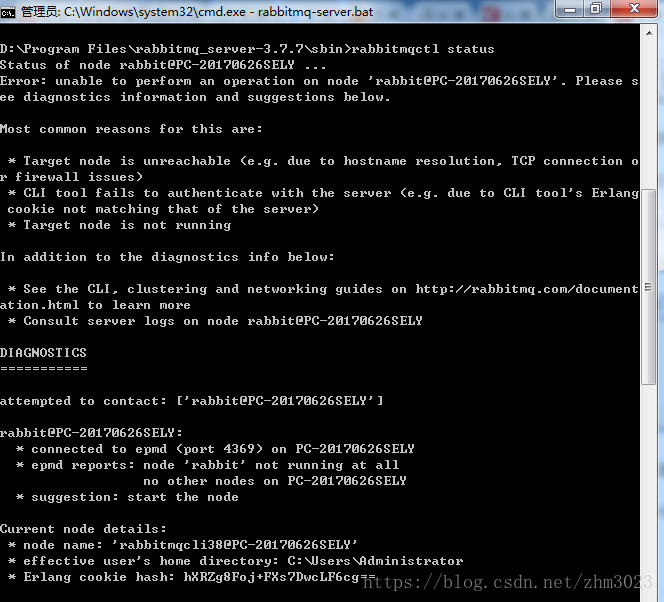 管理员: C:\Windows\system32\cmd.exe - rabbitmq-server.bat
D:\Program Files\rabbitmq_server-3.7.7\sbin>rabbitmqctl status
Status of node rabbit@PC-20170626SELY ...
Error: unable to perform an operation on node 'rabbit@PC-20170626SELY'. Please s
ee diagnostics information and suggestions below.
Most common reasons for this are:
* Target node is unreachable (e.g. due to hostname resolution, TCP connection o
r firewall issues)
* CLI tool fails to authenticate with the server (e.g. due to CLI tool's Erlang
cookie not matching that of the server)
* Target node is not running
In addition to the diagnostics info below:
* See the CLI, clustering and networking guides on http://rabbitmq.com/document
ation.html to learn more
* Consult server logs on node rabbit@PC-20170626SELY
DIAGNOSTICS
===========
attempted to contact: ['rabbit@PC-20170626SELY']
rabbit@PC-20170626SELY:
* connected to epmd (port 4369) on PC-20170626SELY
* epmd reports: node 'rabbit' not running at all
no other nodes on PC-20170626SELY
* suggestion: start the node
Current node details:
* node name: 'rabbitmqcli38@PC-20170626SELY'
* effective user's home directory: C:\Users\Administrator
* Erlang cookie hash: hXRZg8Foj+FXs7DwcLF6cg==
https://blog.csdn.net/zhm3023